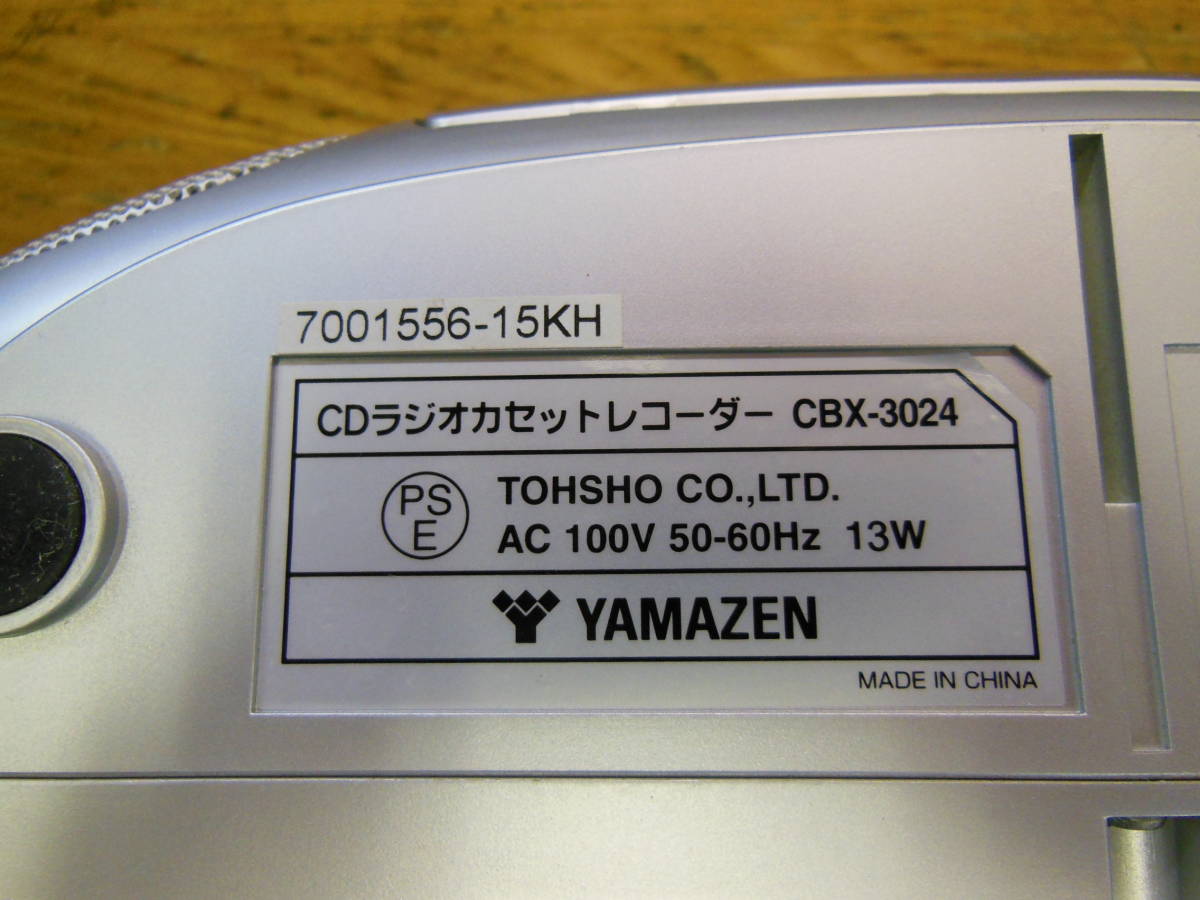 7001556-15KH
CDラジオカセットレコーダー CBX-3024
PS
E
TOHSHO CO.,LTD.
AC 100V 50-60Hz 13W
YAMAZEN
MADE IN CHINA